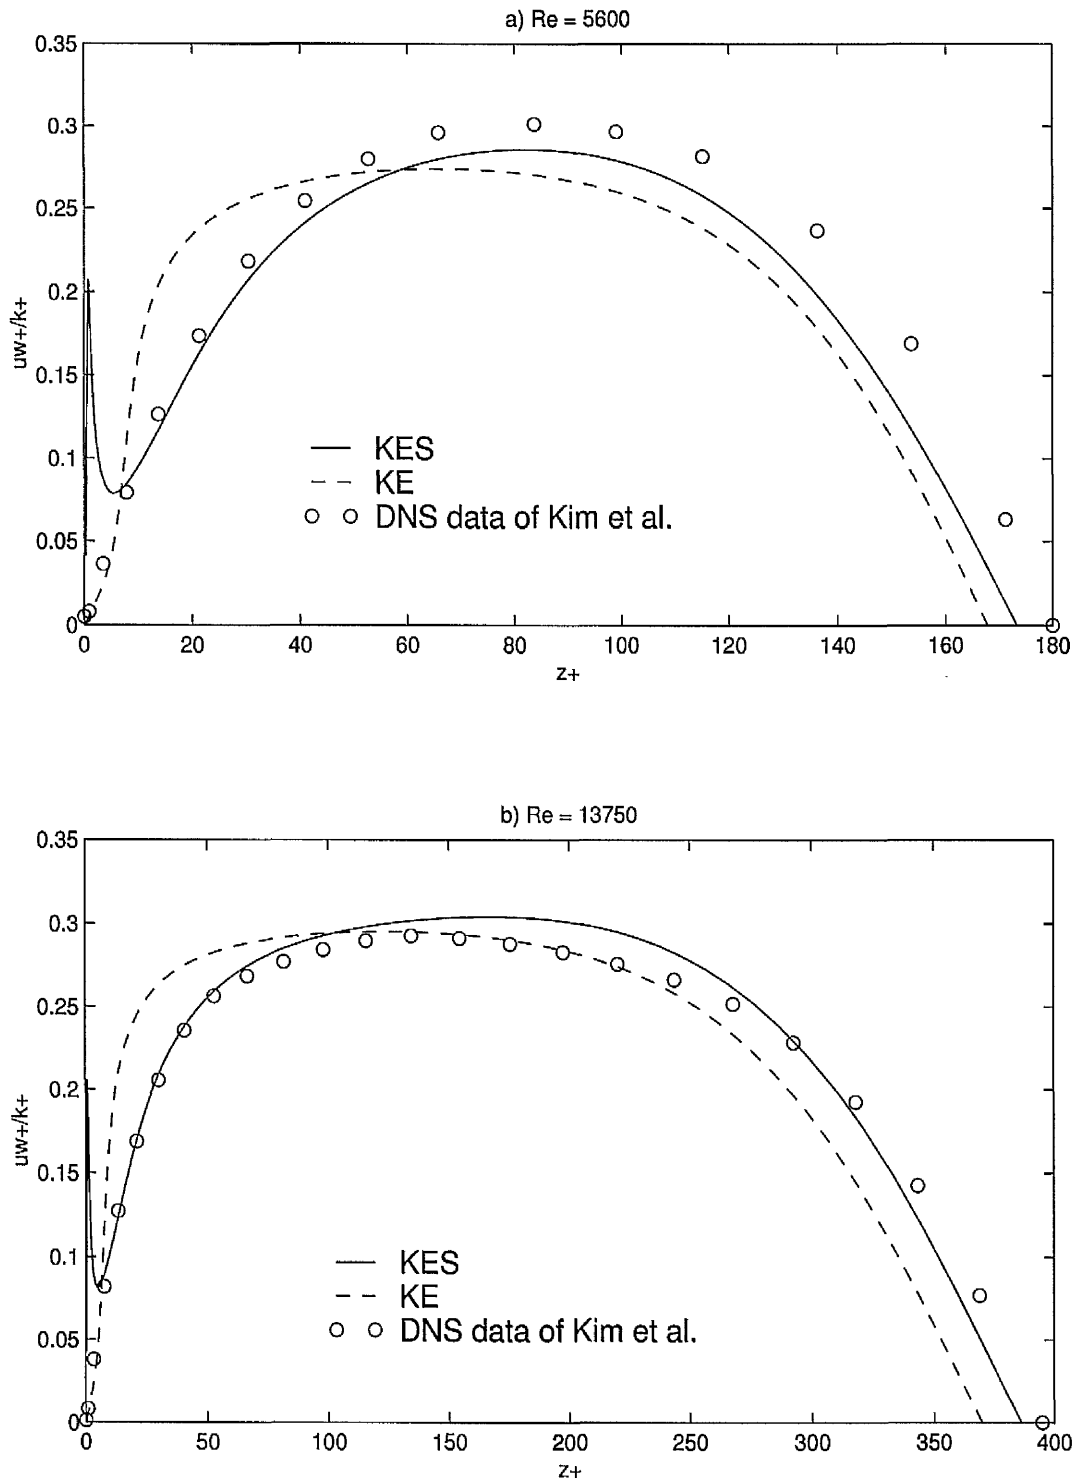 a) Re = 5600
0.35
0.3
0.25
0.2
0.15
0.1
0.05
0
uw+/k+
KES
KE
DNS data of Kim et al.
0 20 40 60 80 100 120 140 160 180
z+
b) Re = 13750
0.35
0.3
0.25
0.2
0.15
0.1
0.05
0
uw+/k+
KES
KE
DNS data of Kim et al.
0 50 100 150 200 250 300 350 400
z+